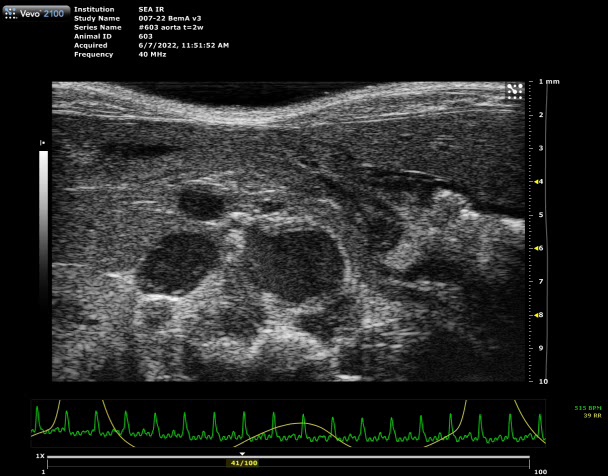 Vevo 2100
Institution SEA IR
Study Name 007-22 BemA v3
Series Name #603 aorta t=2w
Animal ID 603
Acquired 6/7/2022, 11:51:52 AM
Frequency 40 MHz
1 mm
2
3
4
5
6
7
8
9
10
515 BPM
39 RR
1X
41/100
1
100